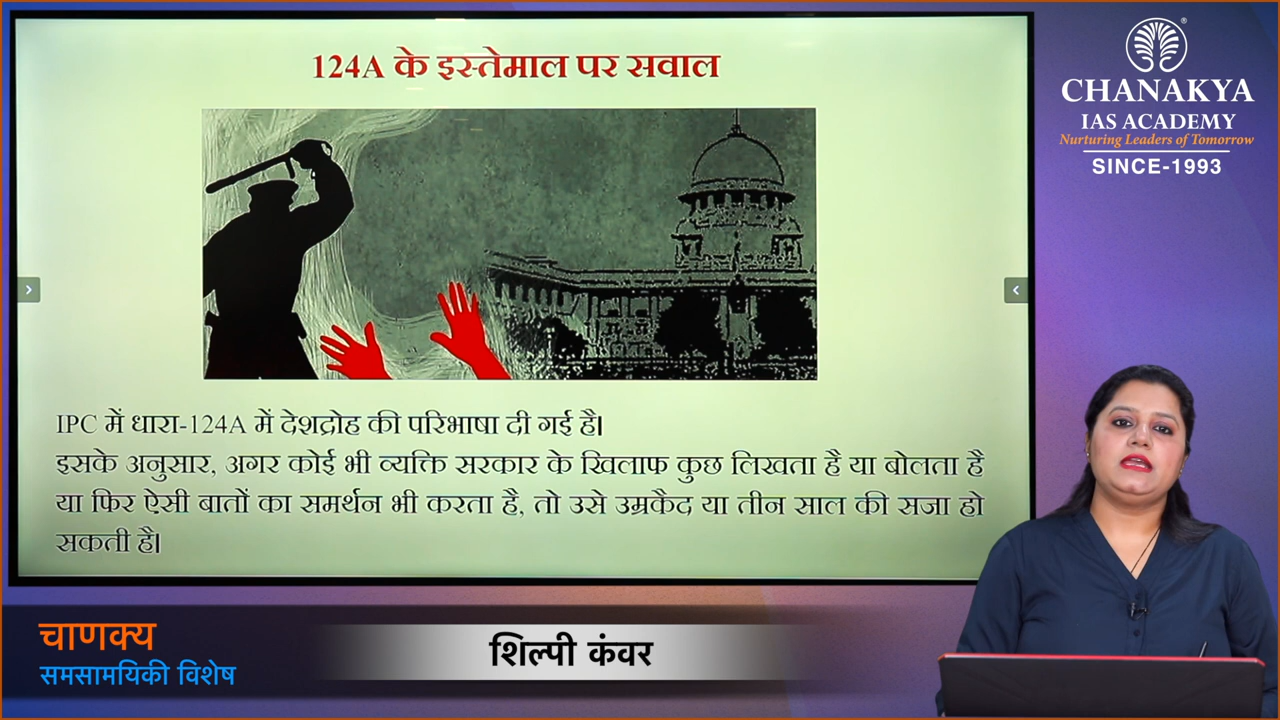 124A के इस्तेमाल पर सवाल
IPC में धारा-124A में देशद्रोह की परिभाषा दी गई है।
इसके अनुसार, अगर कोई भी व्यक्ति सरकार के खिलाफ कुछ लिखता है या बोलता है
या फिर ऐसी बातों का समर्थन भी करता है, तो उसे उम्रकैद या तीन साल की सजा हो
सकती है।
CHANAKYA
IAS ACADEMY
Nurturing Leaders of Tomorrow
SINCE-1993
चाणक्य
समसामयिकी विशेष
शिल्पी कंवर